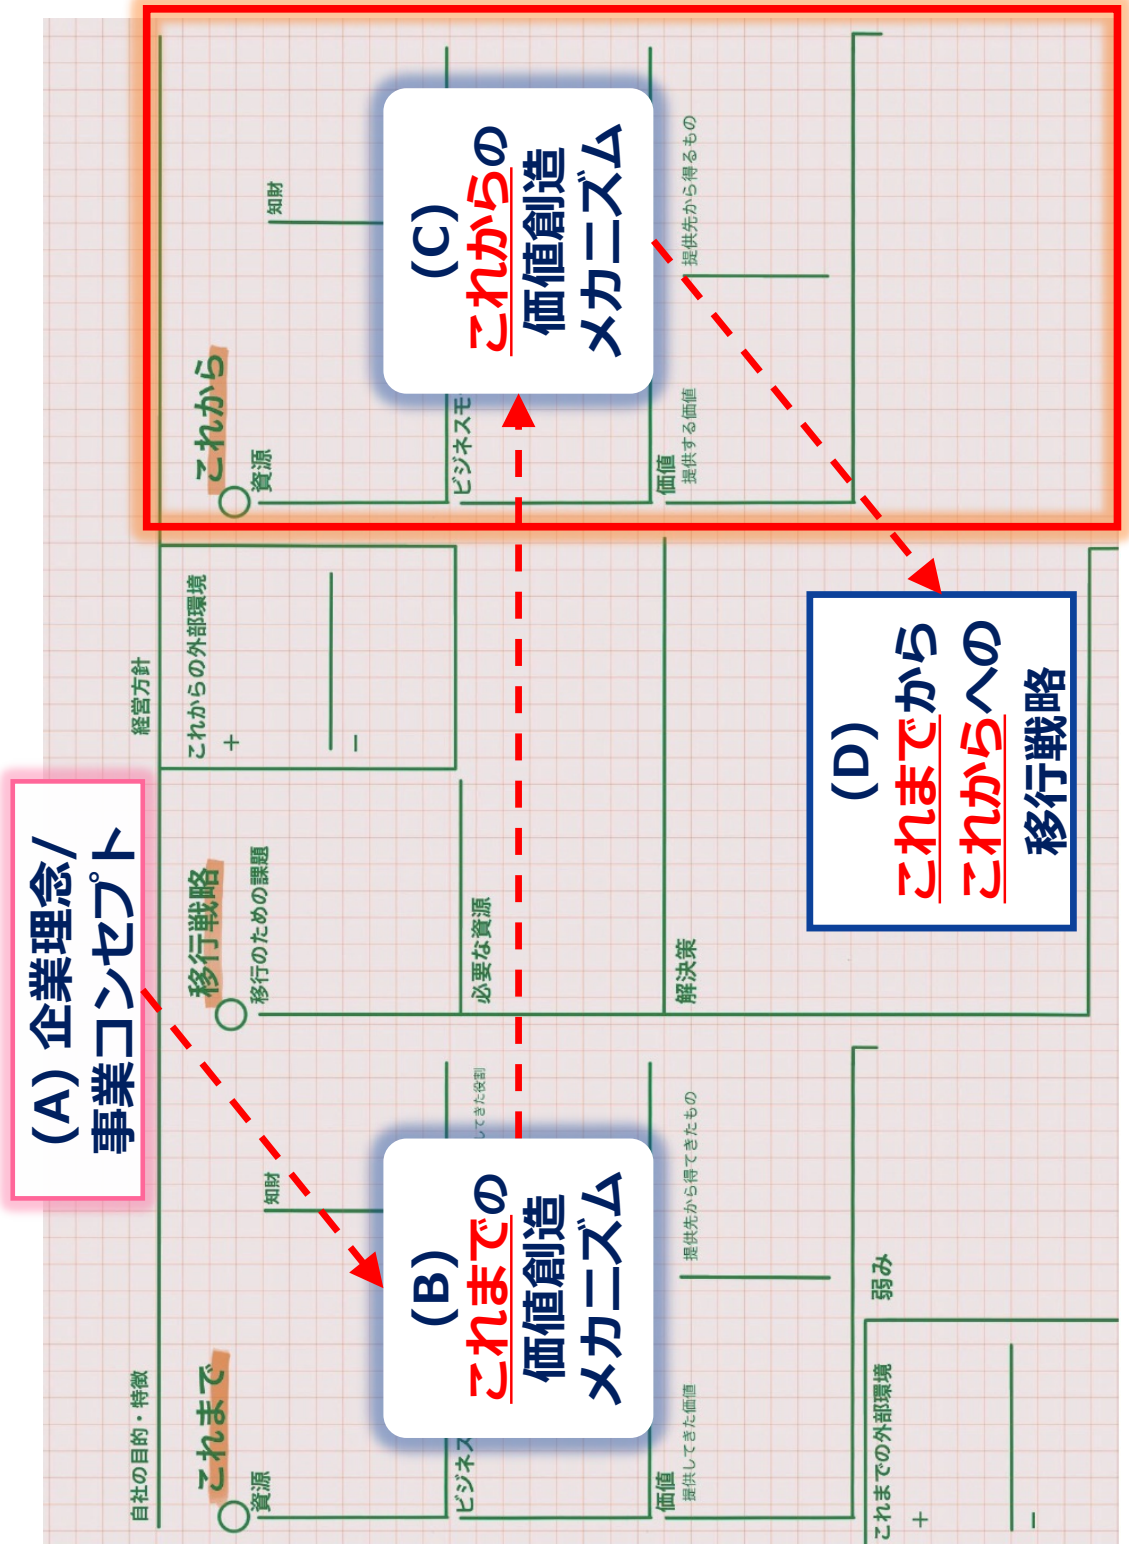 (A) 企業理念/
事業コンセプト
自社の目的・特徴
経営方針
これまで
資源
知財
ビジネス
してきた役割
価値
提供してきた価値
提供先から得てきたもの
これまでの外部環境
+
−
弱み
(B)
これまでの
価値創造
メカニズム
移行戦略
移行のための課題
必要な資源
解決策
これからの外部環境
+
−
(D)
これまでから
これからへの
移行戦略
これから
資源
知財
ビジネスモ
価値
提供する価値
提供先から得るもの
(C)
これからの
価値創造
メカニズム